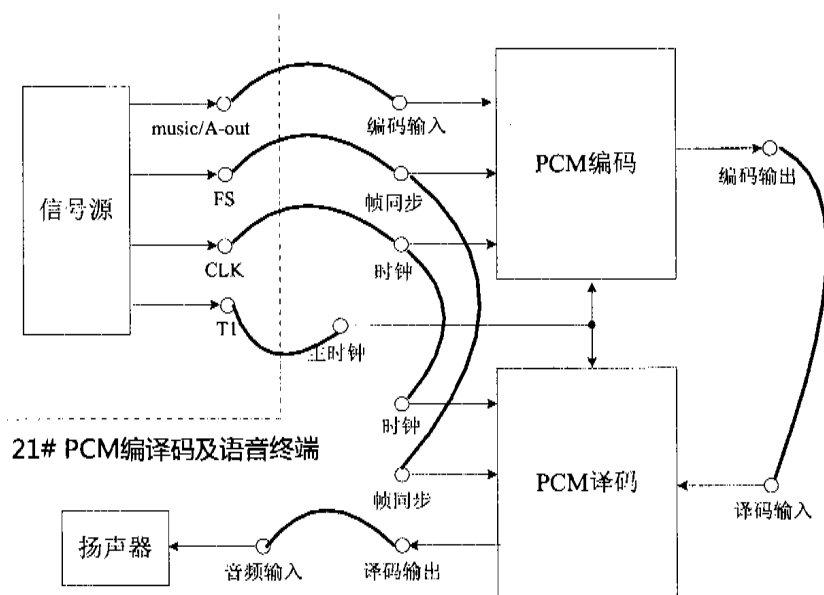 信号源
music/A-out
编码输入
FS
帧同步
CLK
时钟
T1
主时钟
PCM编码
编码输出
时钟
21# PCM编译码及语音终端
帧同步
PCM译码
译码输入
扬声器
音频输入
译码输出